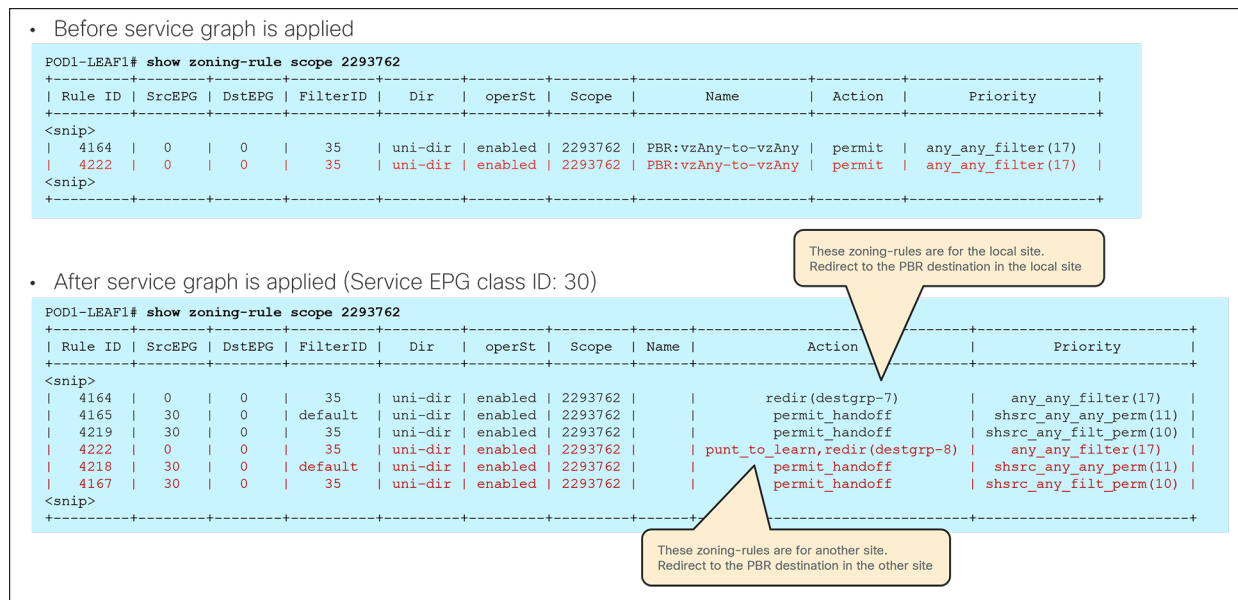 • Before service graph is applied
POD1-LEAF1# show zoning-rule scope 2293762
+---------+--------+--------+----------+---------+---------+---------+--------------------+----------+----------------------+
| Rule ID | SrcEPG | DstEPG | FilterID | Dir | operSt | Scope | Name | Action | Priority |
+---------+--------+--------+----------+---------+---------+---------+--------------------+----------+----------------------+
<snip>
| 4164 | 0 | 0 | 35 | uni-dir | enabled | 2293762 | PBR:vzAny-to-vzAny | permit | any_any_filter(17) |
| 4222 | 0 | 0 | 35 | uni-dir | enabled | 2293762 | PBR:vzAny-to-vzAny | permit | any_any_filter(17) |
<snip>
+---------+--------+--------+----------+---------+---------+---------+--------------------+----------+----------------------+
These zoning-rules are for the local site.
Redirect to the PBR destination in the local site
• After service graph is applied (Service EPG class ID: 30)
POD1-LEAF1# show zoning-rule scope 2293762
+---------+--------+--------+----------+---------+---------+---------+------+--------------------------------+-------------------------+
| Rule ID | SrcEPG | DstEPG | FilterID | Dir | operSt | Scope | Name | Action | Priority |
+---------+--------+--------+----------+---------+---------+---------+------+--------------------------------+-------------------------+
<snip>
| 4164 | 0 | 0 | 35 | uni-dir | enabled | 2293762 | | redir(destgrp-7) | any_any_filter(17) |
| 4165 | 30 | 0 | default | uni-dir | enabled | 2293762 | | permit_handoff | shsrc_any_any_perm(11) |
| 4219 | 30 | 0 | 35 | uni-dir | enabled | 2293762 | | permit_handoff | shsrc_any_filt_perm(10) |
| 4222 | 0 | 0 | 35 | uni-dir | enabled | 2293762 | | punt_to_learn,redir(destgrp-8) | any_any_filter(17) |
| 4218 | 30 | 0 | default | uni-dir | enabled | 2293762 | | permit_handoff | shsrc_any_any_perm(11) |
| 4167 | 30 | 0 | 35 | uni-dir | enabled | 2293762 | | permit_handoff | shsrc_any_filt_perm(10) |
<snip>
+---------+--------+--------+----------+---------+---------+---------+------+--------------------------------+-------------------------+
These zoning-rules are for another site.
Redirect to the PBR destination in the other site